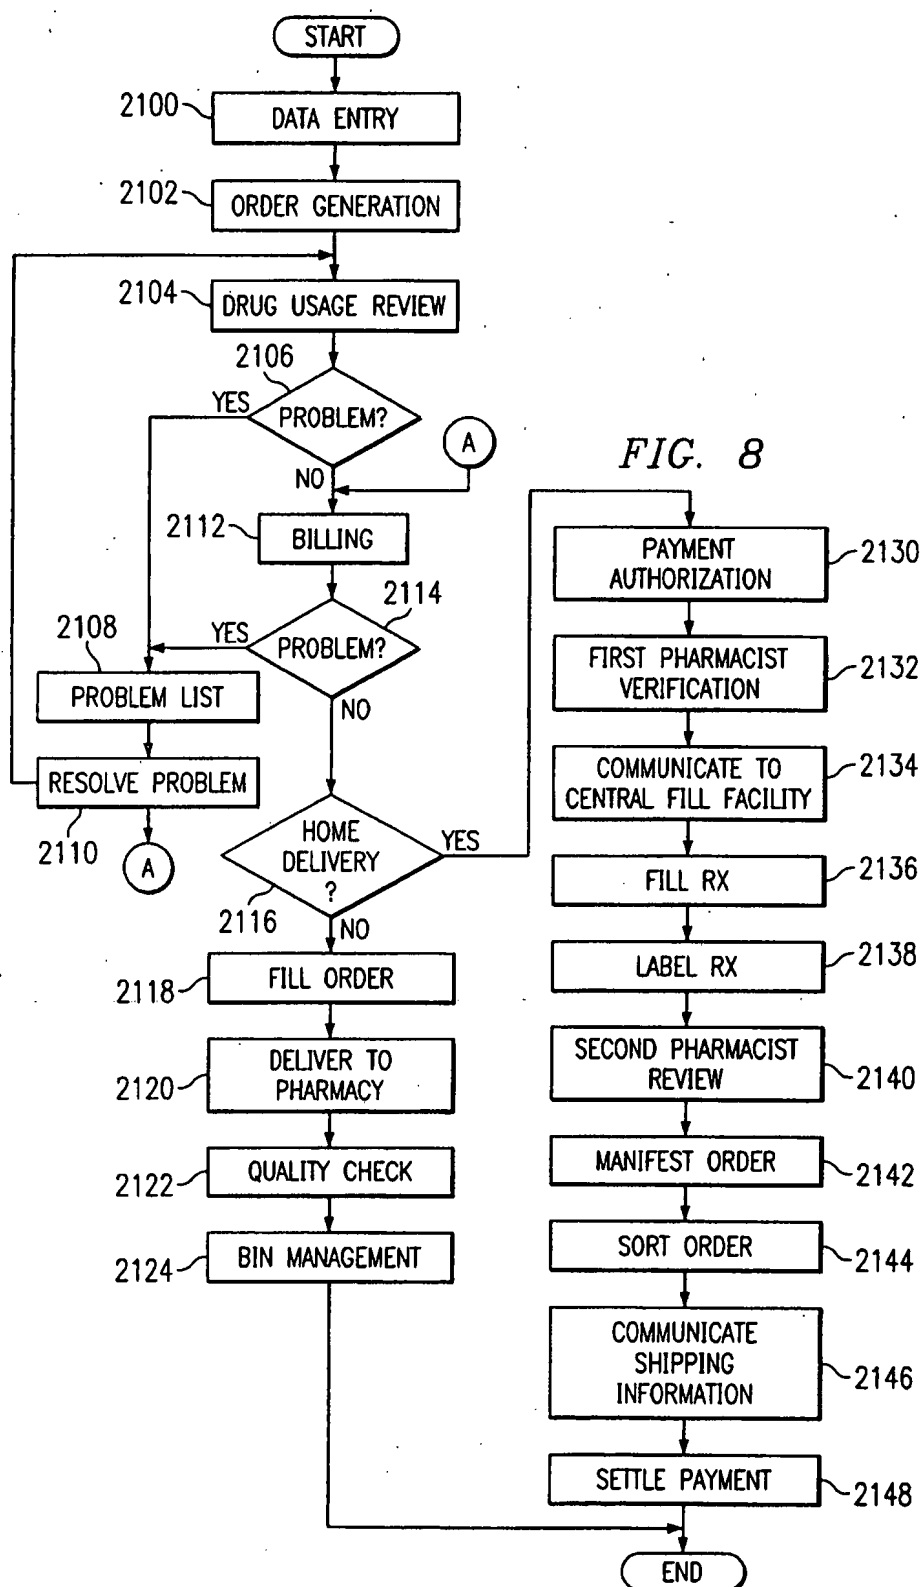 START
2100
DATA ENTRY
2102
ORDER GENERATION
2104
DRUG USAGE REVIEW
2106
YES
PROBLEM?
A
NO
FIG. 8
2112
BILLING
2114
YES
PROBLEM?
NO
2108
PROBLEM LIST
RESOLVE PROBLEM
2110
A
HOME
DELIVERY
?
YES
2116
NO
2118
FILL ORDER
2120
DELIVER TO
PHARMACY
2122
QUALITY CHECK
2124
BIN MANAGEMENT
PAYMENT
AUTHORIZATION
2130
FIRST PHARMACIST
VERIFICATION
2132
COMMUNICATE TO
CENTRAL FILL FACILITY
2134
FILL RX
2136
LABEL RX
2138
SECOND PHARMACIST
REVIEW
2140
MANIFEST ORDER
2142
SORT ORDER
2144
COMMUNICATE
SHIPPING
INFORMATION
2146
SETTLE PAYMENT
2148
END